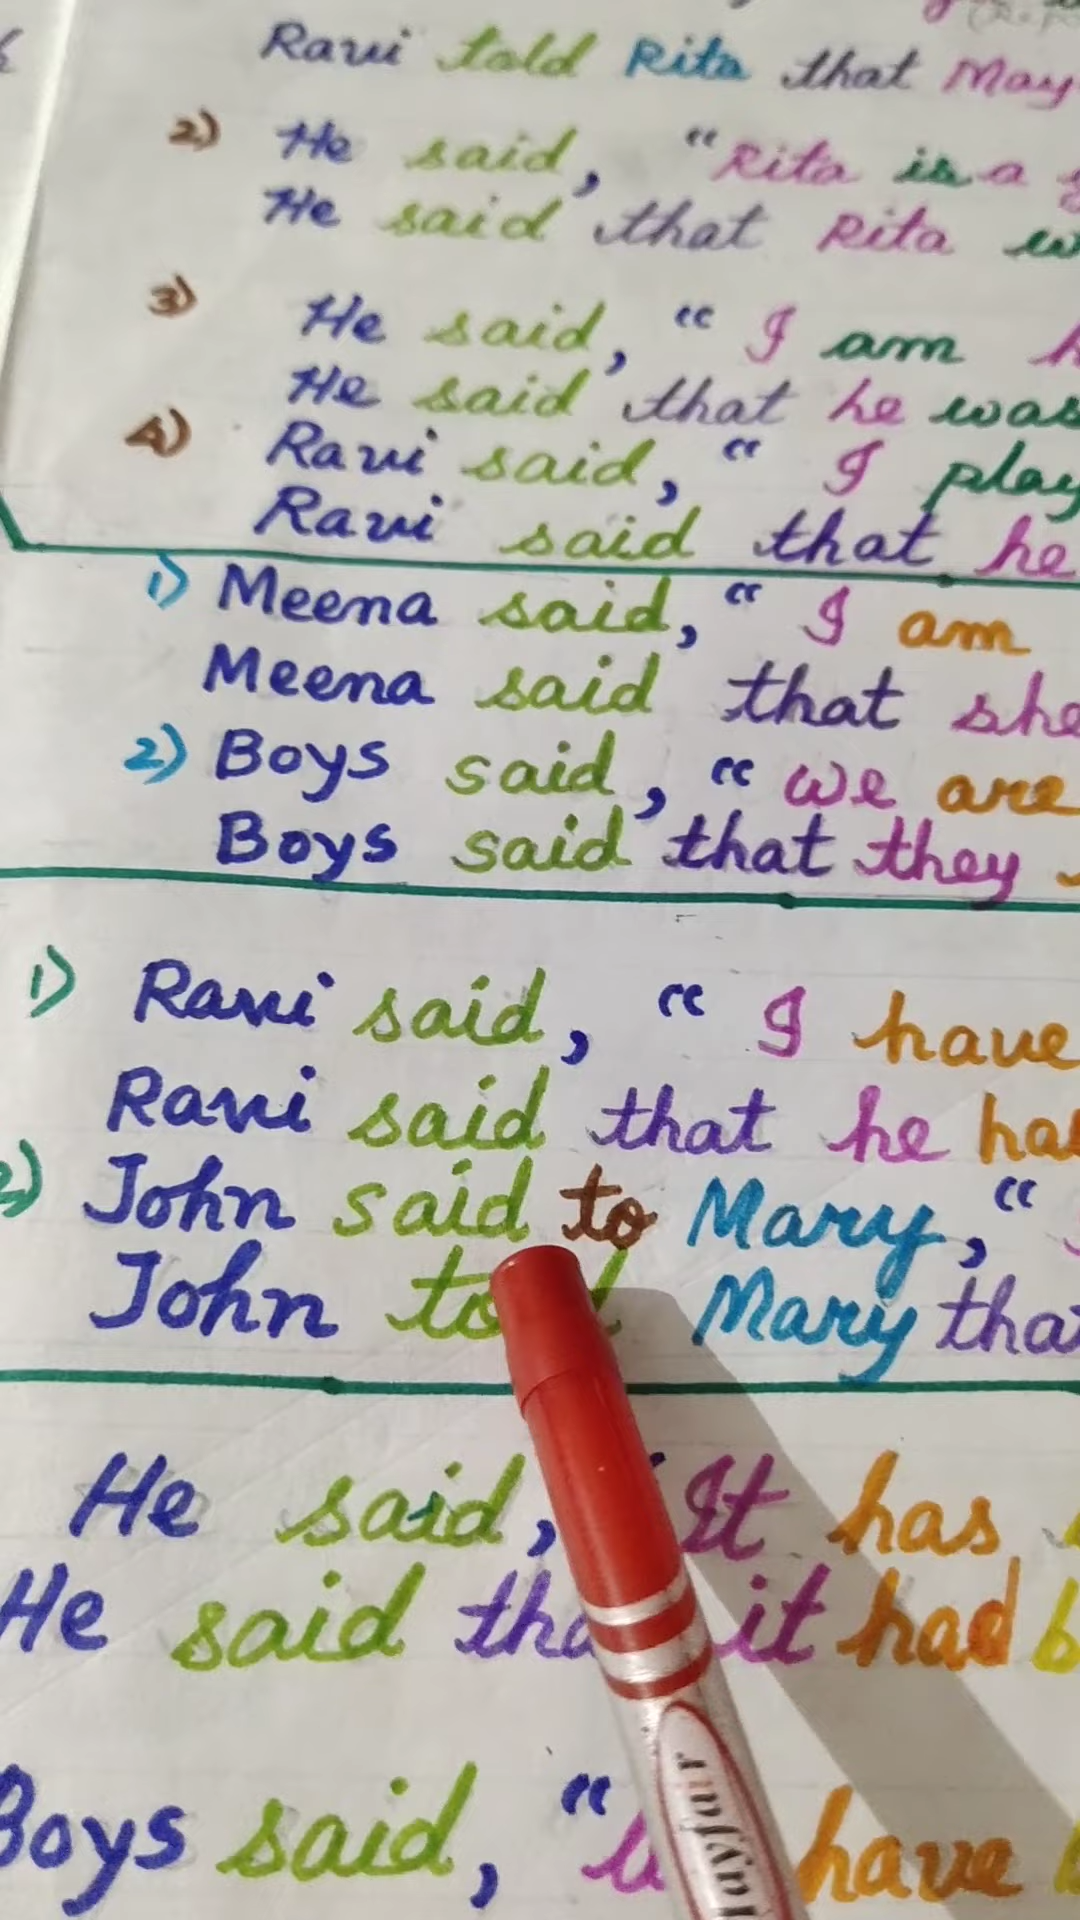 Ravi told Rita that May
2) He said, "Rita is a
He said that Rita
3) He said, " I am
He said that he was
4) Ravi said, " I play
Ravi said that he
1) Meena said, " I am
Meena said that she
2) Boys said, " we are
Boys said that they
1) Ravi said, " I have
Ravi said that he
2) John said to Mary, "
John Mary
He said, It has
He said it had
Boys said, " have